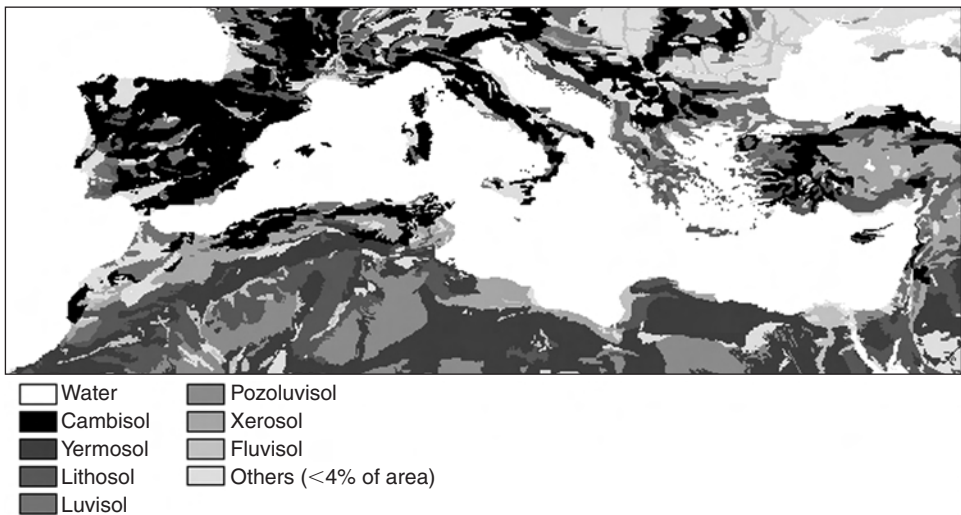 Water
Cambisol
Yermosol
Lithosol
Luvisol
Pozoluvisol
Xerosol
Fluvisol
Others (<4% of area)